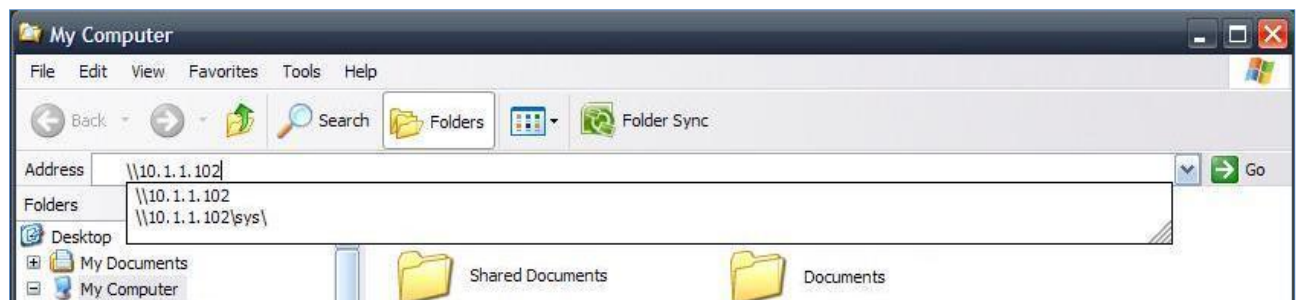 My Computer
File Edit View Favorites Tools Help
Back Search Folders Folder Sync
Address \\10.1.1.102 Go
\\10.1.1.102
Folders
\\10.1.1.102\sys\
Desktop
My Documents Shared Documents Documents
My Computer